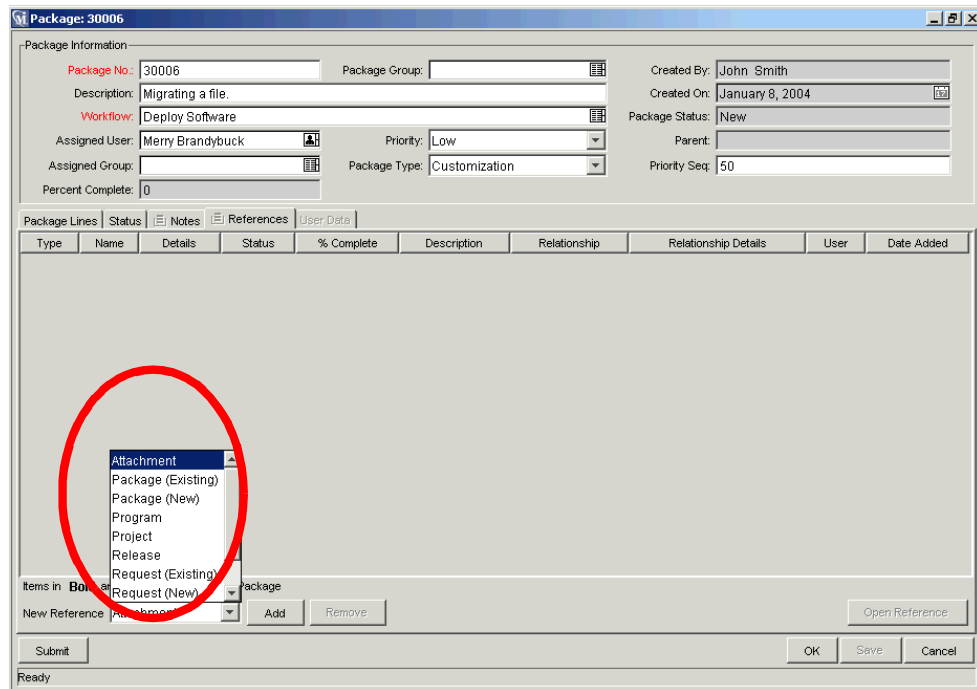 Package: 30006
Package Information
Package No.: 30006 Package Group: Created By: John Smith
Description: Migrating a file. Created On: January 8, 2004
Workflow: Deploy Software Package Status: New
Assigned User: Merry Brandybuck Priority: Low Parent:
Assigned Group: Package Type: Customization Priority Seq: 50
Percent Complete: 0
Package Lines Status Notes References User Data
Type Name Details Status % Complete Description Relationship Relationship Details User Date Added
Attachment
Package (Existing)
Package (New)
Program
Project
Release
Request (Existing)
Request (New)
Items in Package
New Reference Attachment Add Remove Open Reference
Submit OK Save Cancel
Ready